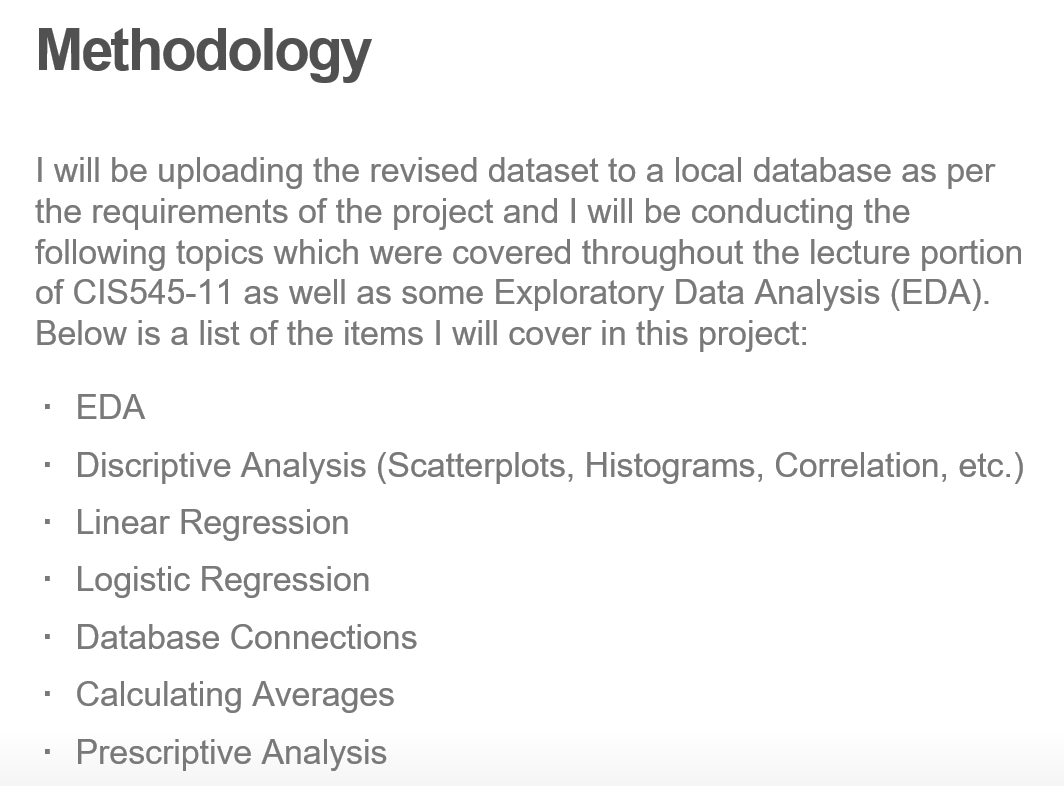 Methodology
I will be uploading the revised dataset to a local database as per
the requirements of the project and I will be conducting the
following topics which were covered throughout the lecture portion
of CIS545-11 as well as some Exploratory Data Analysis (EDA).
Below is a list of the items I will cover in this project:
· EDA
· Discriptive Analysis (Scatterplots, Histograms, Correlation, etc.)
· Linear Regression
· Logistic Regression
· Database Connections
· Calculating Averages
· Prescriptive Analysis